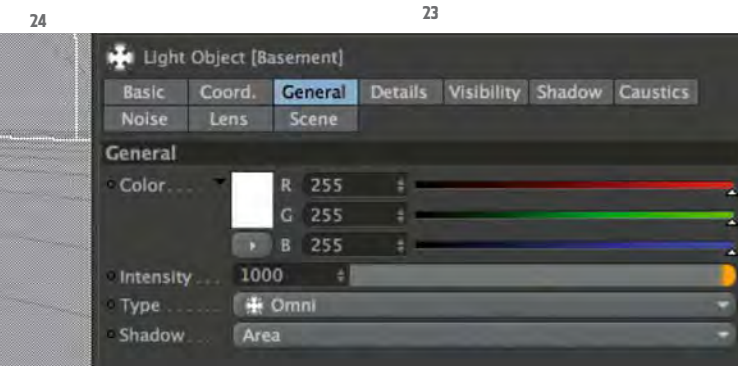 24
23
Light Object [Basement]
Basic Coord. General Details Visibility Shadow Caustics
Noise Lens Scene
General
Color.... R 255
G 255
B 255
Intensity... 1000
Type....... Omni
Shadow.... Area